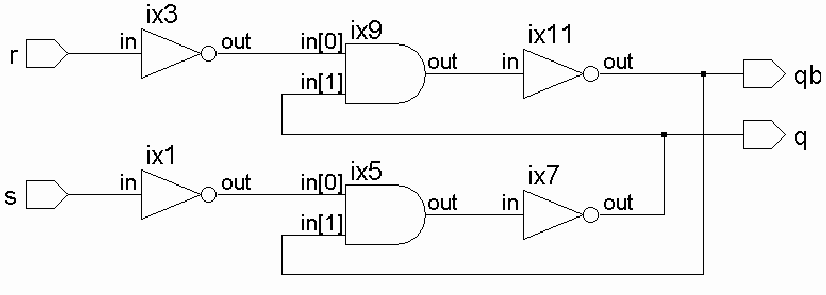 ix3
ix9
ix11
r
in
out
in[0]
in[1]
out
in
out
qb
q
ix1
ix5
ix7
s
in
out
in[0]
in[1]
out
in
out